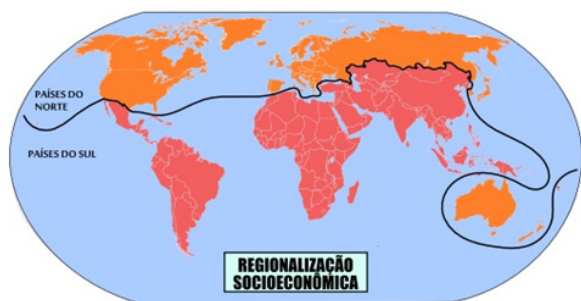 PAÍSES DO
NORTE
PAÍSES DO SUL
REGIONALIZAÇÃO
SOCIOECONÔMICA